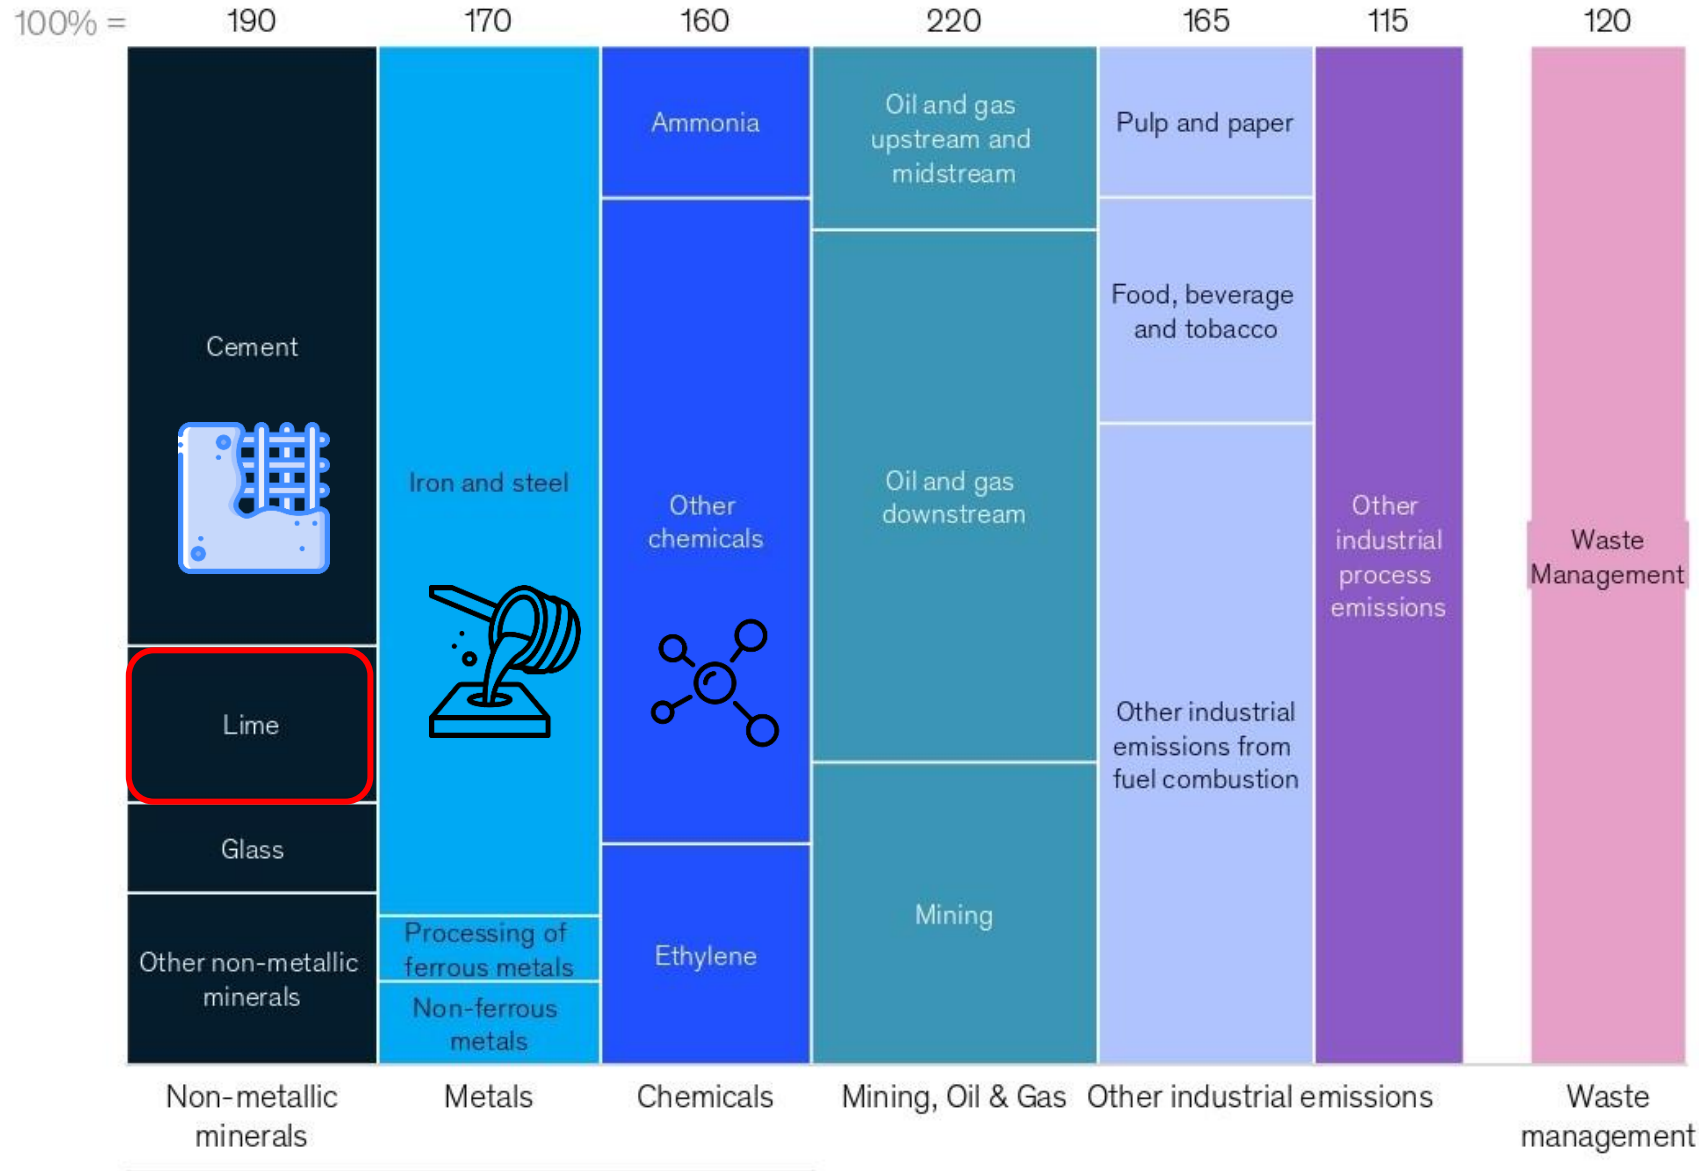 100% =
190
170
160
220
165
115
120
Cement
Lime
Glass
Other non-metallic
minerals
Iron and steel
Processing of
ferrous metals
Non-ferrous
metals
Ammonia
Other
chemicals
Ethylene
Oil and gas
upstream and
midstream
Oil and gas
downstream
Mining
Pulp and paper
Food, beverage
and tobacco
Other industrial
emissions from
fuel combustion
Other
industrial
process
emissions
Waste
Management
Non-metallic
minerals
Metals
Chemicals
Mining, Oil & Gas
Other industrial emissions
Waste
management